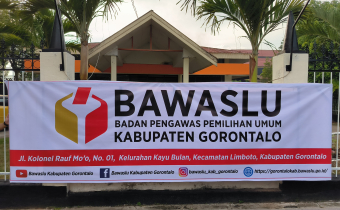 BAWASLU
BADAN PENGAWAS PEMILIHAN UMUM
KABUPATEN GORONTALO
Jl. Kolonel Rauf Mo'o, No. 01, Kelurahan Kayu Bulan, Kecamatan Limboto, Kabupaten Gorontalo
Bawaslu Kabupaten Gorontalo Bawaslu Kabupaten Gorontalo bawaslu_kab_gorontalo https://gorontalokab.bawaslu.go.id/